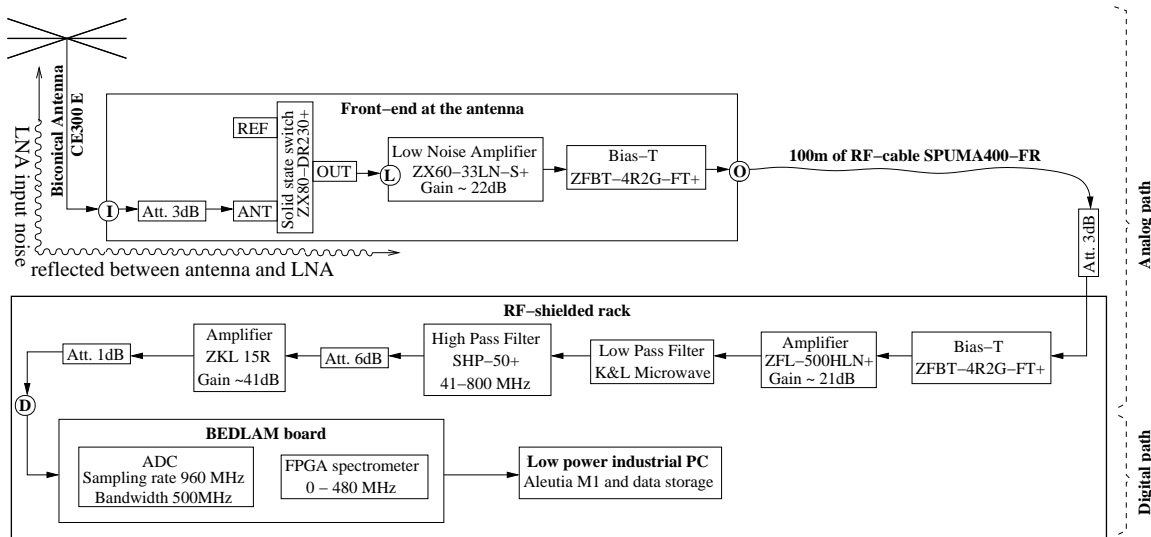 Biconical Antenna
CE300 E
LNA input noise
reflected between antenna and LNA
Front−end at the antenna
I
Att. 3dB
REF
ANT
Solid state switch
ZX80−DR230+
OUT
L
Low Noise Amplifier
ZX60−33LN−S+
Gain ~ 22dB
Bias−T
ZFBT−4R2G−FT+
O
100m of RF−cable SPUMA400−FR
Att. 3dB
Analog path
RF−shielded rack
Bias−T
ZFBT−4R2G−FT+
Amplifier
ZFL−500HLN+
Gain ~ 21dB
Low Pass Filter
K&L Microwave
High Pass Filter
SHP−50+
41−800 MHz
Att. 6dB
Amplifier
ZKL 15R
Gain ~41dB
Att. 1dB
D
BEDLAM board
ADC
Sampling rate 960 MHz
Bandwidth 500MHz
FPGA spectrometer
0 − 480 MHz
Low power industrial PC
Aleutia M1 and data storage
Digital path